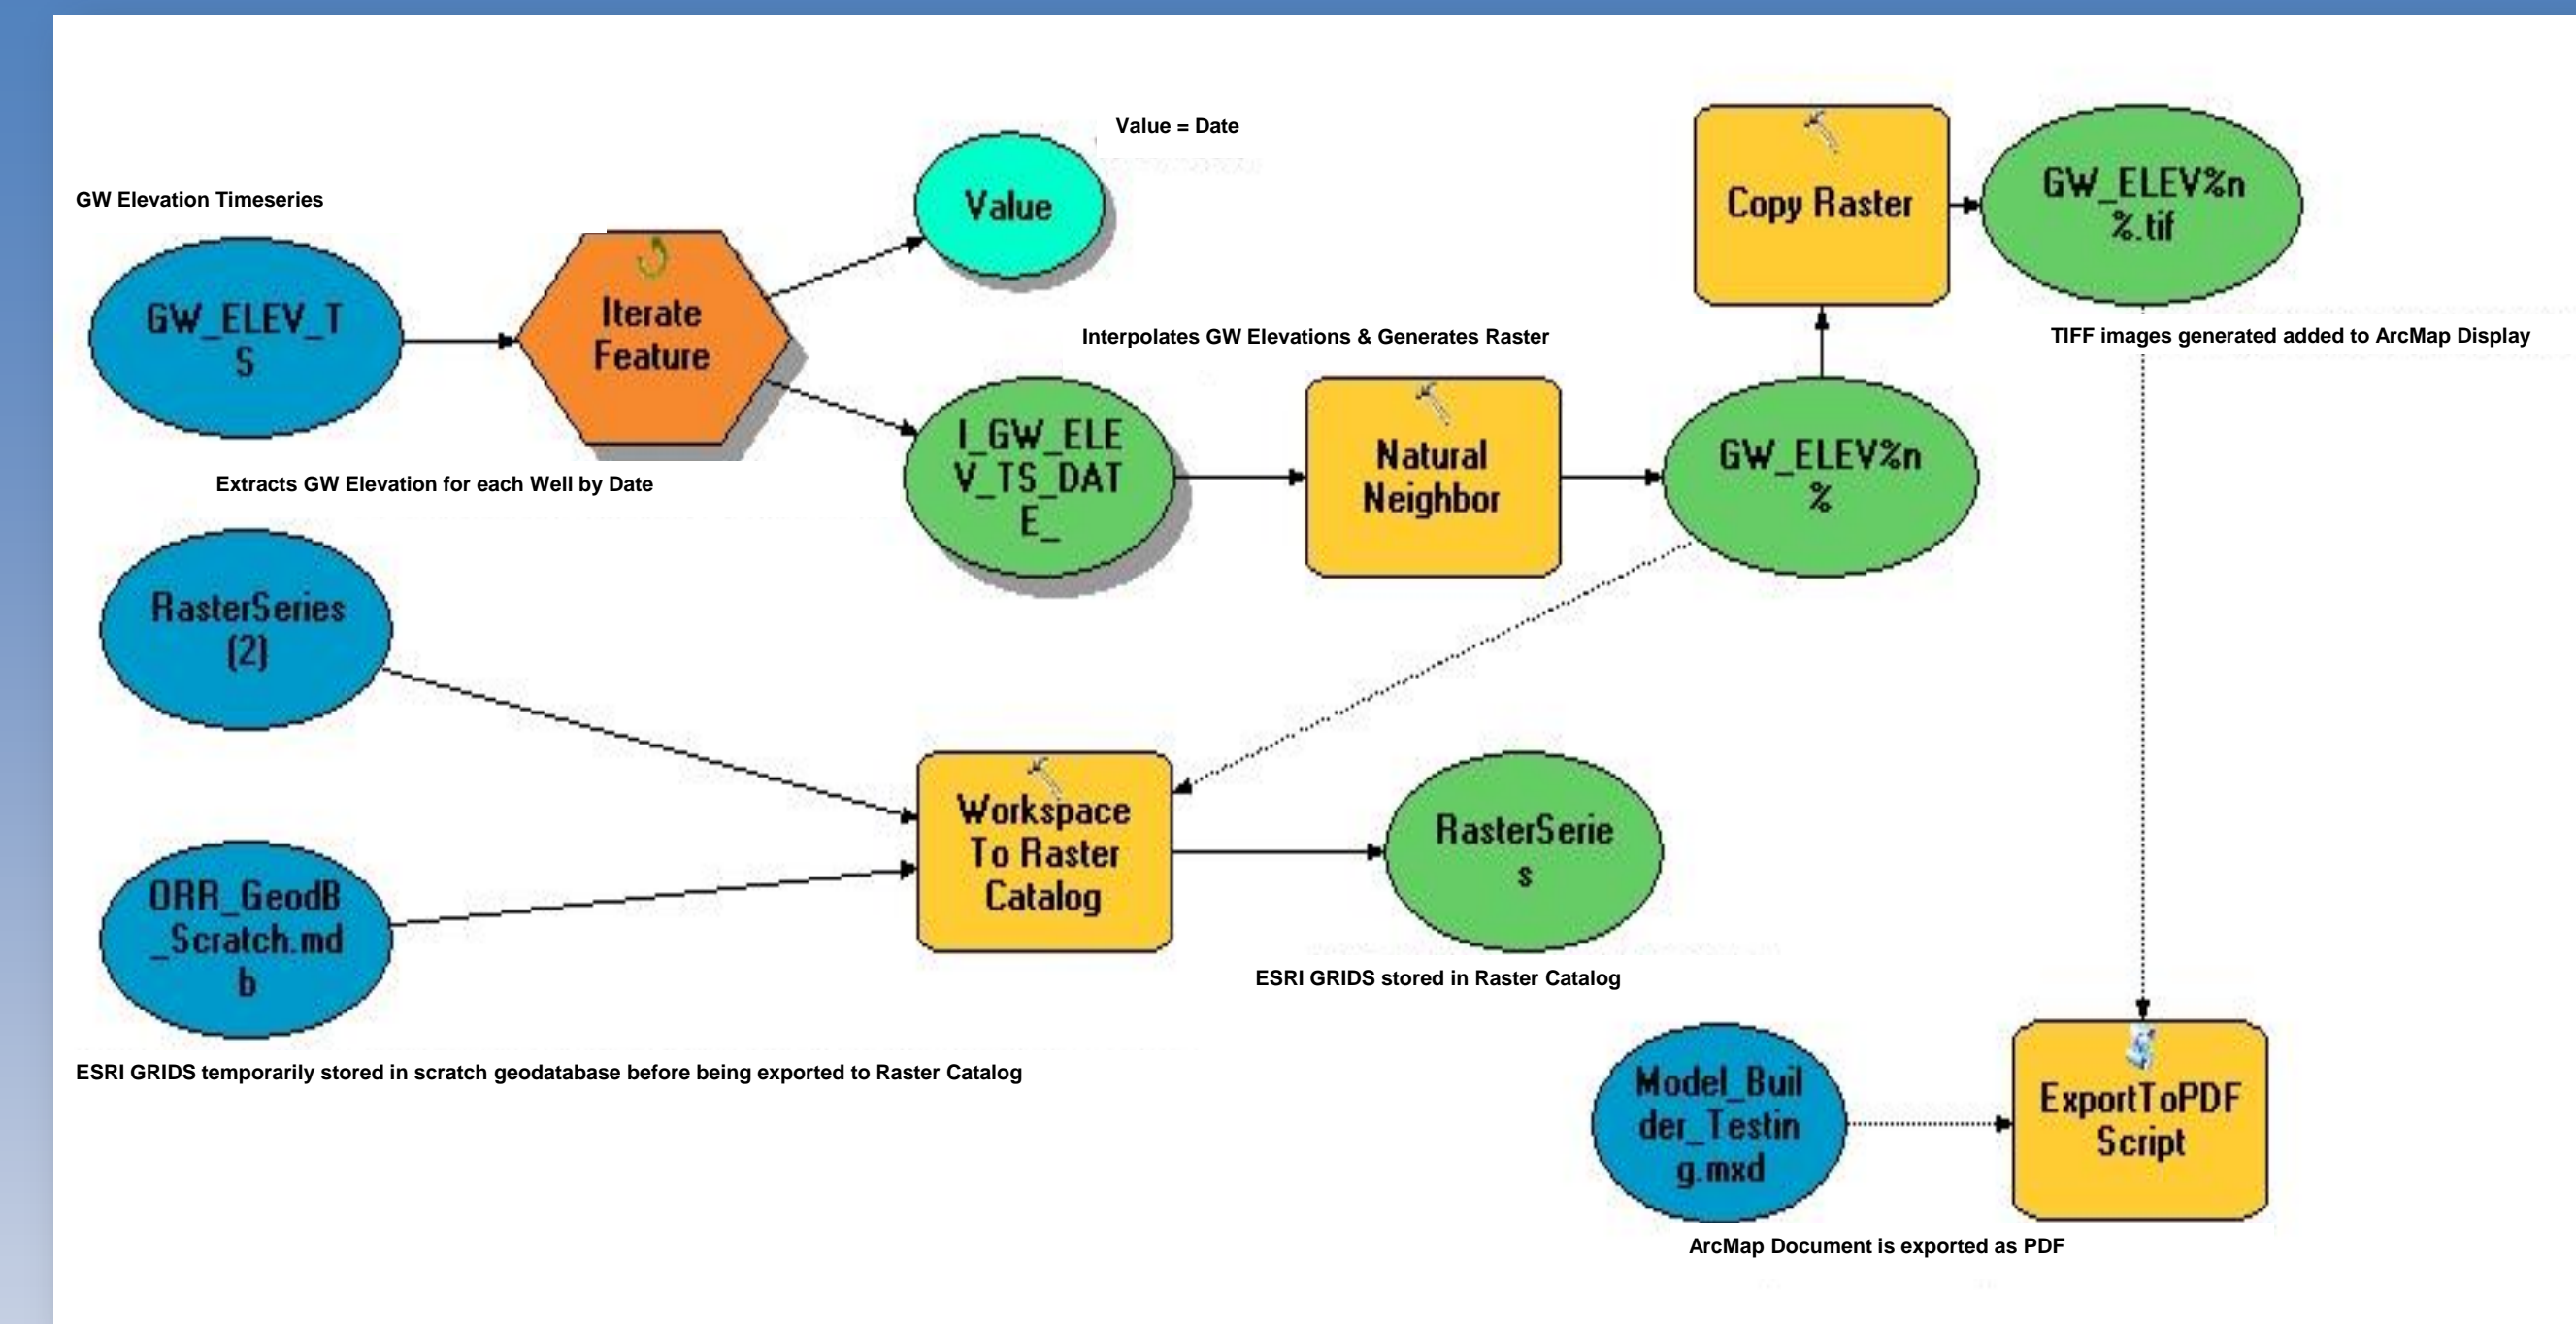 Value = Date
GW Elevation Timeseries
Value
Copy Raster
GW_ELEV%n
%.tif
GW_ELEV_T
S
Iterate
Feature
Interpolates GW Elevations & Generates Raster
TIFF images generated added to ArcMap Display
Extracts GW Elevation for each Well by Date
I_GW_ELE
V_TS_DAT
E_
Natural
Neighbor
GW_ELEV%n
%
RasterSeries
(2)
Workspace
To Raster
Catalog
RasterSerie
s
ORR_GeodB
_Scratch.md
b
ESRI GRIDS stored in Raster Catalog
ESRI GRIDS temporarily stored in scratch geodatabase before being exported to Raster Catalog
Model_Buil
der_Testin
g.mxd
ExportToPDF
Script
ArcMap Document is exported as PDF